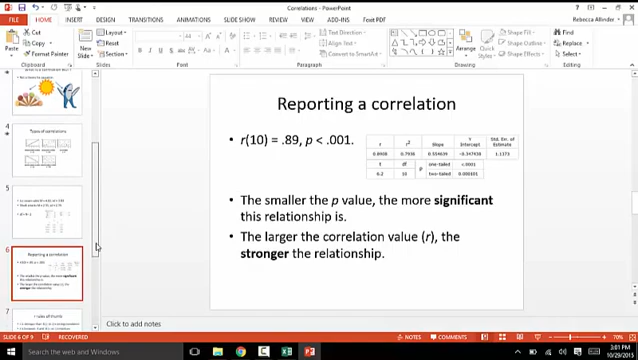 Correlations - PowerPoint
Rebecca Allinder
FILE HOME INSERT DESIGN TRANSITIONS ANIMATIONS SLIDE SHOW REVIEW VIEW ADD-INS Foxit PDF
Cut
Copy
Format Painter
Paste
Clipboard
New Slide
Layout
Reset
Section
Slides
Font
Paragraph
Text Direction
Align Text
Convert to SmartArt
Arrange
Quick Styles
Drawing
Shape Fill
Shape Outline
Shape Effects
Find
Replace
Select
Editing
4
Types of correlations
5
6
Reporting a correlation
7
Reporting a correlation
• r(10) = .89, p < .001.
r r² Slope Y Intercept Std. Err. of Estimate
0.8908 0.7936 0.554639 -0.347438 1.1373
t df p one-tailed <.0001
6.2 10 two-tailed 0.000101
• The smaller the p value, the more significant
this relationship is.
• The larger the correlation value (r), the
stronger the relationship.
Click to add notes
SLIDE 6 OF 9 RECOVERED NOTES COMMENTS 70%
Search the web and Windows
3:01 PM
10/29/2015